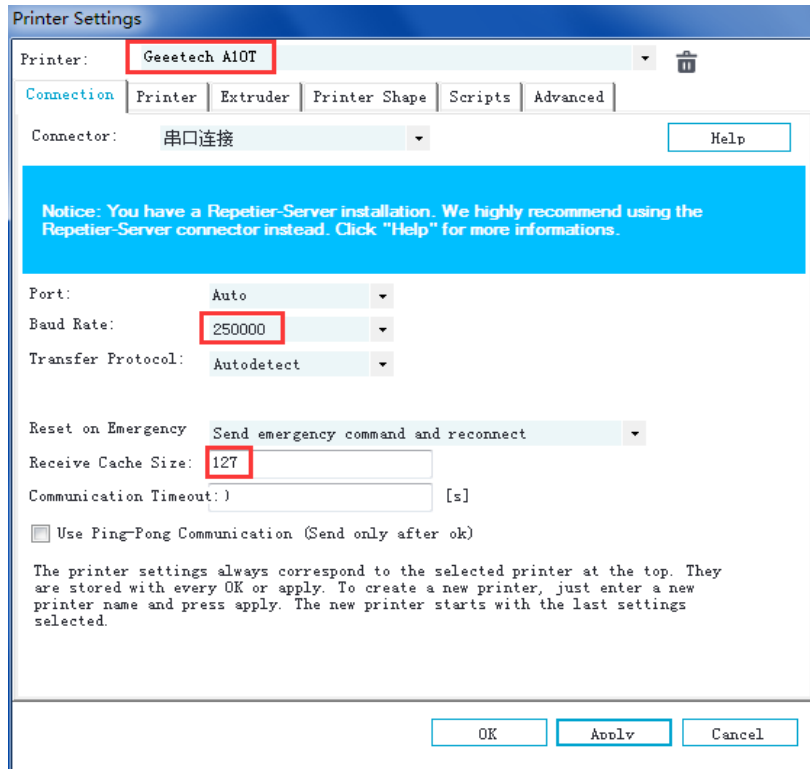 Printer Settings
Printer: Geeetech A10T
Connection Printer Extruder Printer Shape Scripts Advanced
Connector: 串口连接 Help
Notice: You have a Repetier-Server installation. We highly recommend using the
Repetier-Server connector instead. Click "Help" for more informations.
Port: Auto
Baud Rate: 250000
Transfer Protocol: Autodetect
Reset on Emergency Send emergency command and reconnect
Receive Cache Size: 127
Communication Timeout:) [s]
Use Ping-Pong Communication (Send only after ok)
The printer settings always correspond to the selected printer at the top. They
are stored with every OK or apply. To create a new printer, just enter a new
printer name and press apply. The new printer starts with the last settings
selected.
OK Apply Cancel